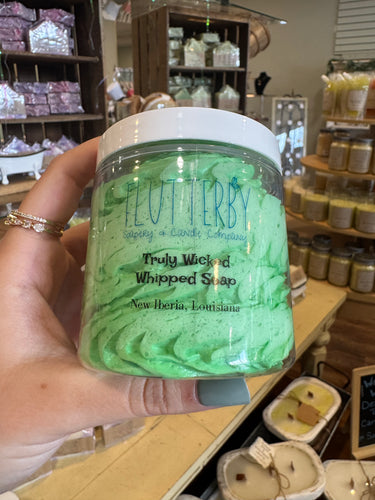 FLUTTERBY
Soapery & Candle Company
Truly Wicked
Whipped Soap
New Iberia, Louisiana